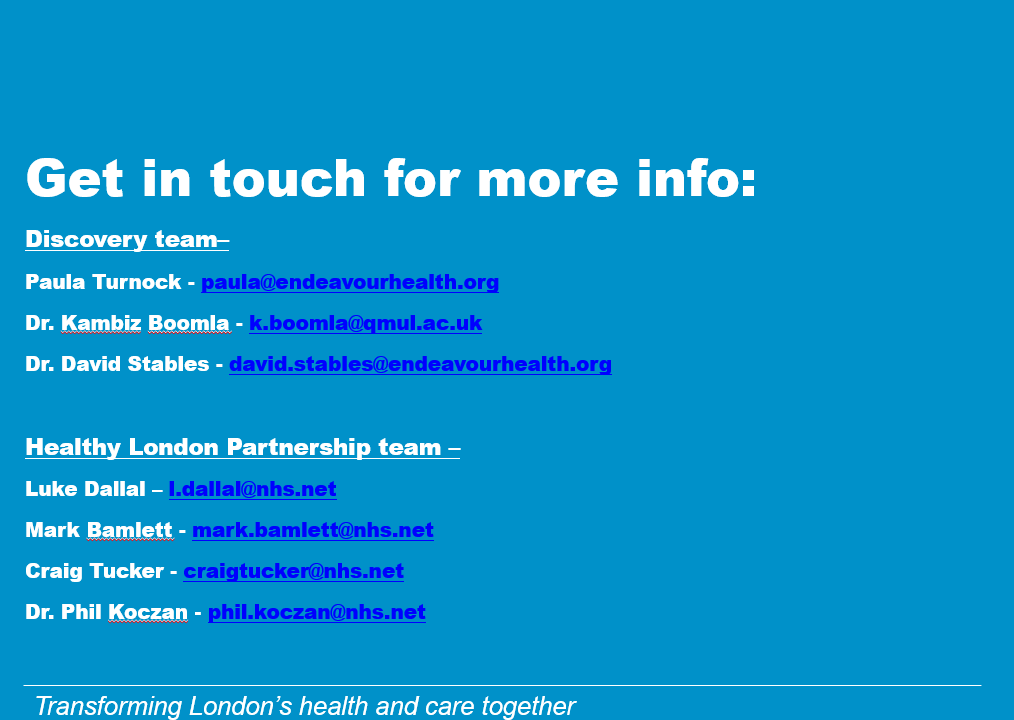 Get in touch for more info:
Discovery team–
Paula Turnock - paula@endeavourhealth.org
Dr. Kambiz Boomla - k.boomla@qmul.ac.uk
Dr. David Stables - david.stables@endeavourhealth.org
Healthy London Partnership team –
Luke Dallal – l.dallal@nhs.net
Mark Bamlett - mark.bamlett@nhs.net
Craig Tucker - craigtucker@nhs.net
Dr. Phil Koczan - phil.koczan@nhs.net
Transforming London’s health and care together